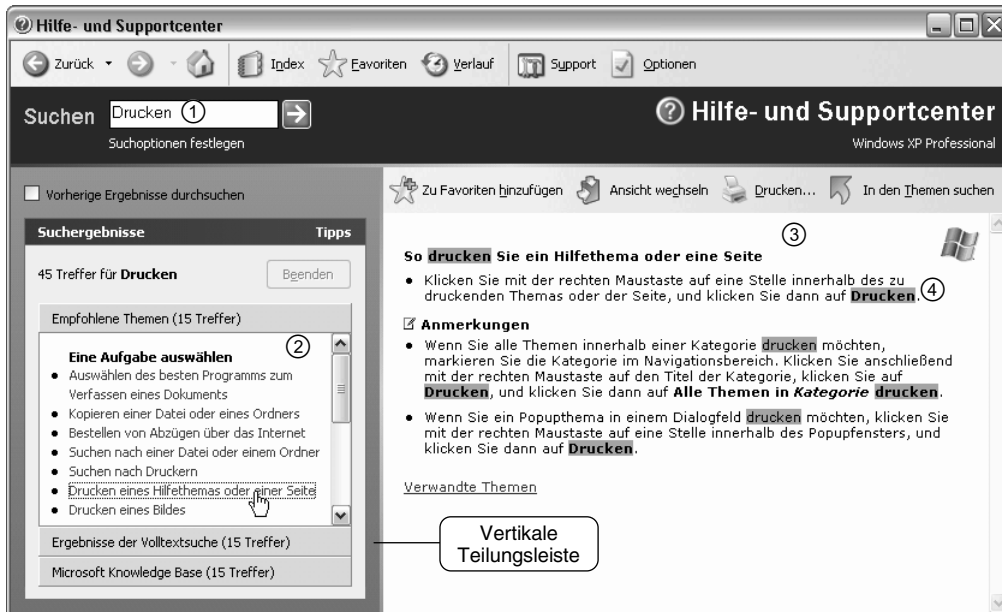 Hilfe- und Supportcenter
Zurück Index Favoriten Verlauf Support Optionen
Suchen Drucken 1
Suchoptionen festlegen
Hilfe- und Supportcenter
Windows XP Professional
Vorherige Ergebnisse durchsuchen
Suchergebnisse Tipps
45 Treffer für Drucken Beenden
Empfohlene Themen (15 Treffer)
2
Eine Aufgabe auswählen
• Auswählen des besten Programms zum
Verfassen eines Dokuments
• Kopieren einer Datei oder eines Ordners
• Bestellen von Abzügen über das Internet
• Suchen nach einer Datei oder einem Ordner
• Suchen nach Druckern
• Drucken eines Hilfethemas oder einer Seite
• Drucken eines Bildes
Ergebnisse der Volltextsuche (15 Treffer)
Microsoft Knowledge Base (15 Treffer)
Zu Favoriten hinzufügen Ansicht wechseln Drucken... In den Themen suchen
3
So drucken Sie ein Hilfethema oder eine Seite
• Klicken Sie mit der rechten Maustaste auf eine Stelle innerhalb des zu
druckenden Themas oder der Seite, und klicken Sie dann auf Drucken. 4
Anmerkungen
• Wenn Sie alle Themen innerhalb einer Kategorie drucken möchten,
markieren Sie die Kategorie im Navigationsbereich. Klicken Sie anschließend
mit der rechten Maustaste auf den Titel der Kategorie, klicken Sie auf
Drucken, und klicken Sie dann auf Alle Themen in Kategorie drucken.
• Wenn Sie ein Popupthema in einem Dialogfeld drucken möchten, klicken Sie
mit der rechten Maustaste auf eine Stelle innerhalb des Popupfensters, und
klicken Sie dann auf Drucken.
Verwandte Themen
Vertikale
Teilungsleiste